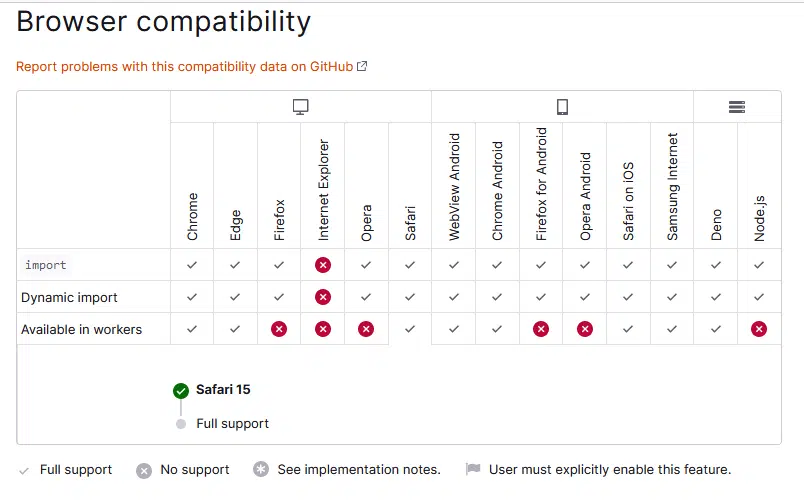 Browser compatibility
Report problems with this compatibility data on GitHub
Chrome
Edge
Firefox
Internet Explorer
Opera
Safari
WebView Android
Chrome Android
Firefox for Android
Opera Android
Safari on iOS
Samsung Internet
Deno
Node.js
import
Dynamic import
Available in workers
Safari 15
Full support
Full support No support See implementation notes. User must explicitly enable this feature.